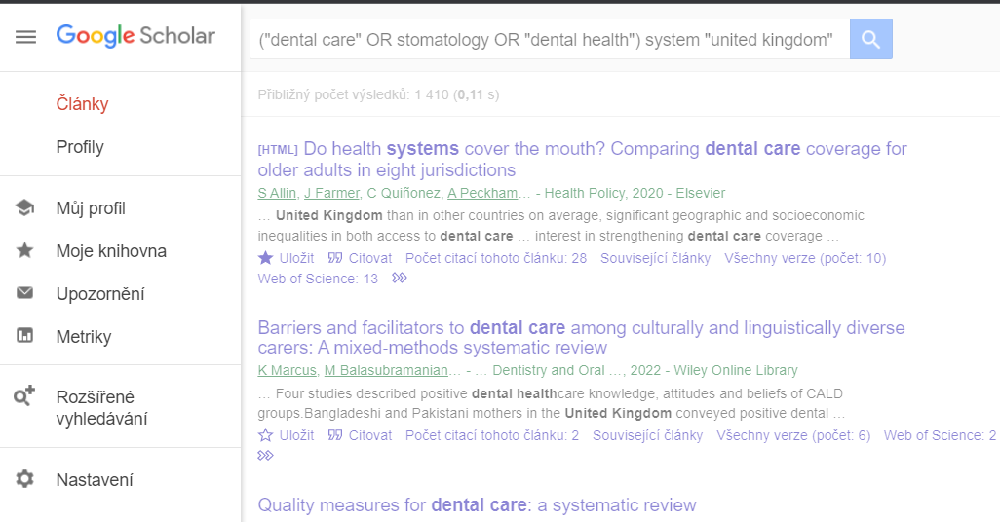 Google Scholar
("dental care" OR stomatology OR "dental health") system "united kingdom"
Články
Profily
Můj profil
Moje knihovna
Upozornění
Metriky
Rozšířené
vyhledávání
Nastavení
Přibližný počet výsledků: 1 410 (0,11 s)
[HTML] Do health systems cover the mouth? Comparing dental care coverage for
older adults in eight jurisdictions
S Allin, J Farmer, C Quiñonez, A Peckham… - Health Policy, 2020 - Elsevier
… United Kingdom than in other countries on average, significant geographic and socioeconomic
inequalities in both access to dental care … interest in strengthening dental care coverage …
Uložit Citovat Počet citací tohoto článku: 28 Související články Všechny verze (počet: 10)
Web of Science: 13
Barriers and facilitators to dental care among culturally and linguistically diverse
carers: A mixed‐methods systematic review
K Marcus, M Balasubramanian… - … Dentistry and Oral …, 2022 - Wiley Online Library
… Four studies described positive dental healthcare knowledge, attitudes and beliefs of CALD
groups.Bangladeshi and Pakistani mothers in the United Kingdom conveyed positive dental …
Uložit Citovat Počet citací tohoto článku: 2 Související články Všechny verze (počet: 6) Web of Science: 2
Quality measures for dental care: a systematic review